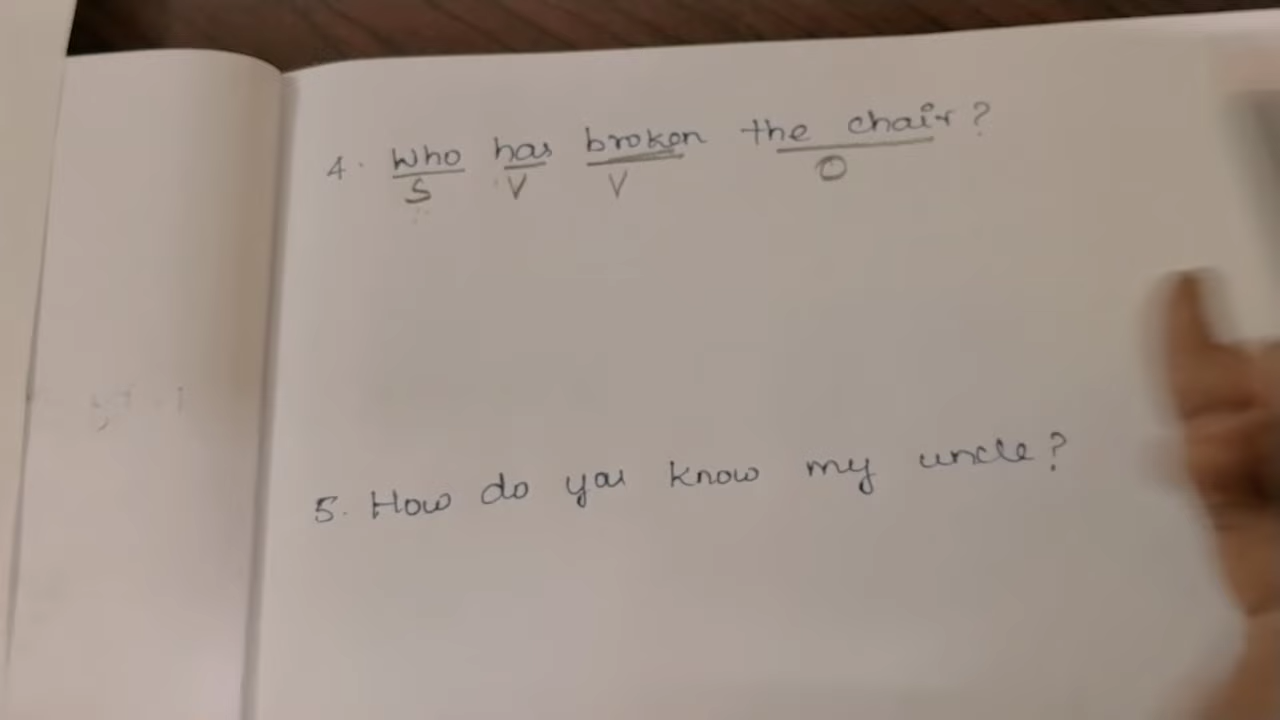 4. Who has broken the chair?
S V V O
5. How do you know my uncle?